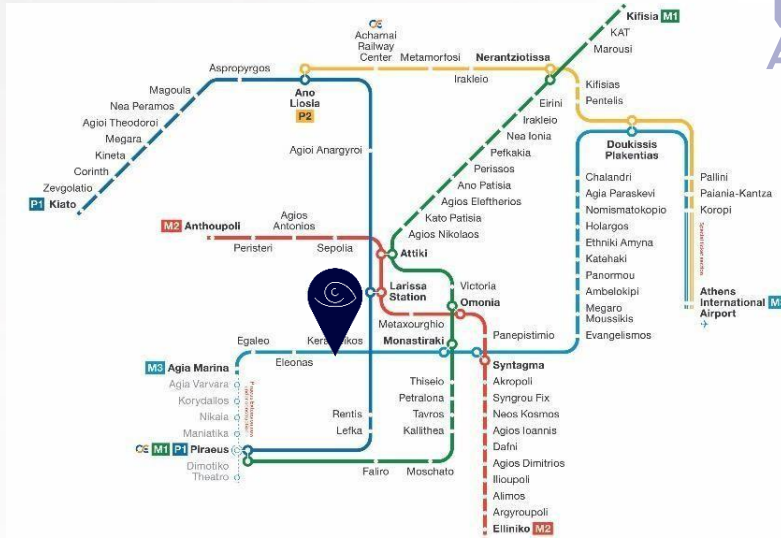 Kifisia M1
KAT
Marousi
Acharnai
Railway
Center
Metamorfosi
Nerantziotissa
Irakleio
Aspropyrgos
Ano
Liosia
P2
Magoula
Nea Peramos
Agioi Theodoroi
Megara
Kineta
Corinth
Zevgolatio
P1 Kiato
Agioi Anargyroi
Kifisias
Pentelis
Eirini
Irakleio
Nea Ionia
Pefkakia
Perissos
Ano Patisia
Agios Eleftherios
Kato Patisia
Agios Nikolaos
Doukissis
Plakentias
Chalandri
Agia Paraskevi
Nomismatokopio
Holargos
Ethniki Amyna
Katehaki
Panormou
Ambelokipi
Megaro
Moussikis
Evangelismos
Pallini
Paiania-Kantza
Koropi
Athens
International
Airport
M2 Anthoupoli
Agios
Antonios
Peristeri
Sepolia
Attiki
Larissa
Station
Victoria
Omonia
Metaxourghio
Monastiraki
Panepistimio
Syntagma
Egaleo
Eleonas
M3 Agia Marina
Agia Varvara
Korydallos
Nikaia
Maniatika
M1 P1 Piraeus
Dimotiko
Theatro
Rentis
Lefka
Thiseio
Petralona
Tavros
Kallithea
Faliro
Moschato
Akropoli
Syngrou Fix
Neos Kosmos
Agios Ioannis
Dafni
Agios Dimitrios
Ilioupoli
Alimos
Argyroupoli
Elliniko M2